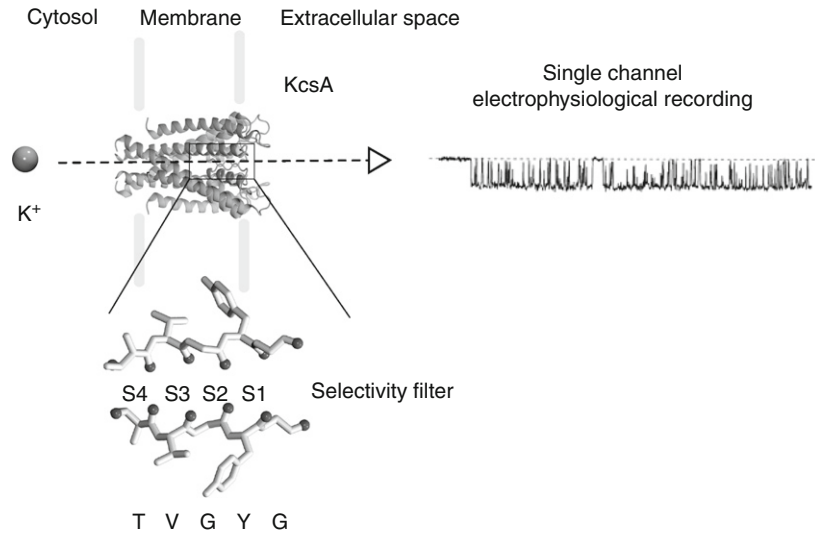 Cytosol
Membrane
Extracellular space
KcsA
Single channel
electrophysiological recording
K⁺
S4 S3 S2 S1
Selectivity filter
T V G Y G